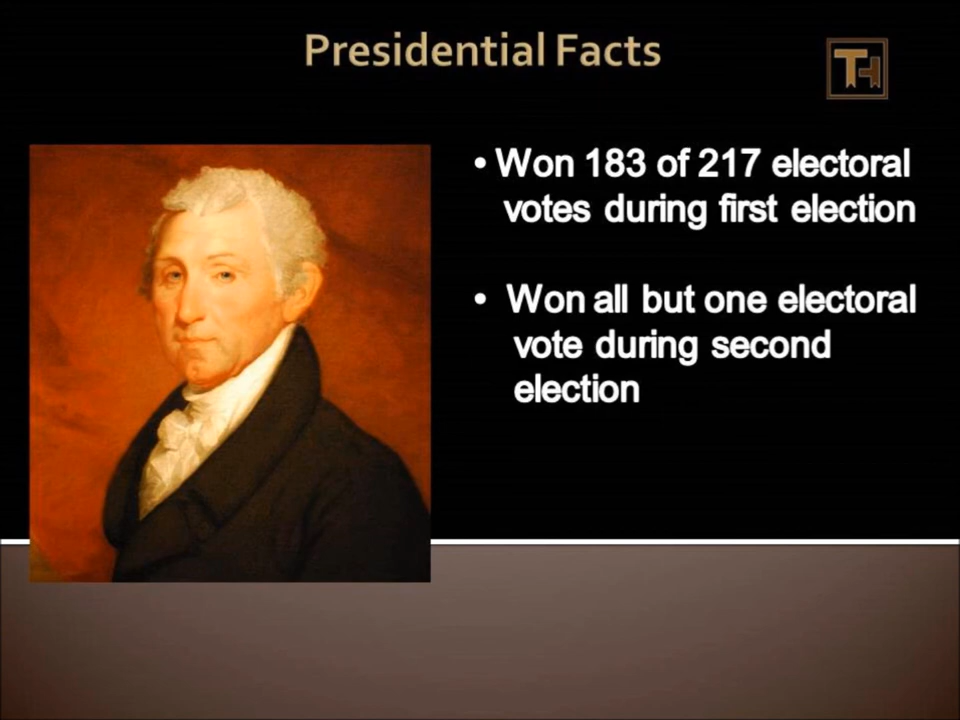 Presidential Facts
TH
• Won 183 of 217 electoral
votes during first election
• Won all but one electoral
vote during second
election